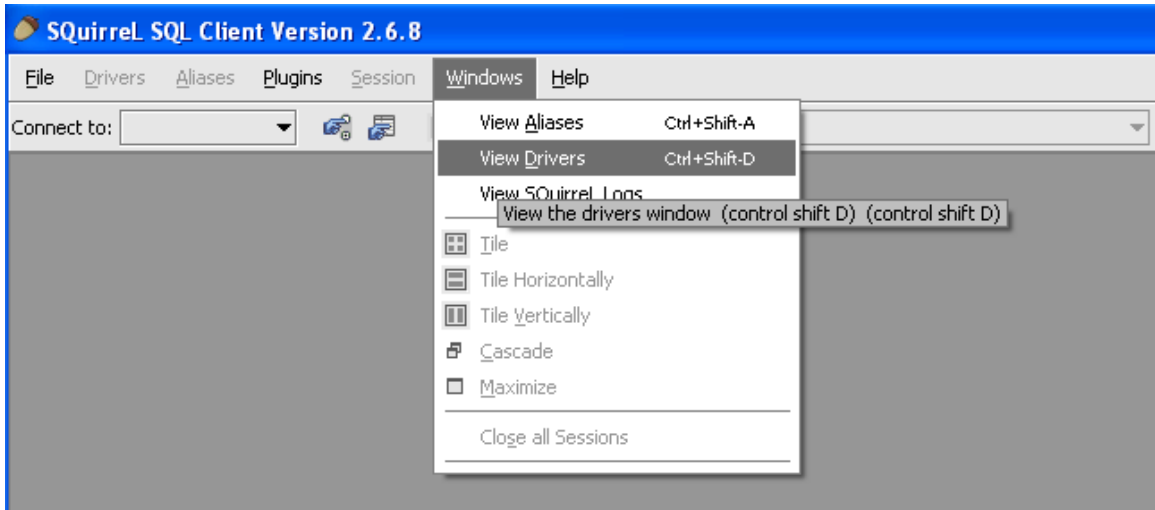 SQuirreL SQL Client Version 2.6.8
File Drivers Aliases Plugins Session Windows Help
Connect to:
View Aliases Ctrl+Shift-A
View Drivers Ctrl+Shift-D
View SQuirreL Logs
View the drivers window (control shift D) (control shift D)
Tile
Tile Horizontally
Tile Vertically
Cascade
Maximize
Close all Sessions